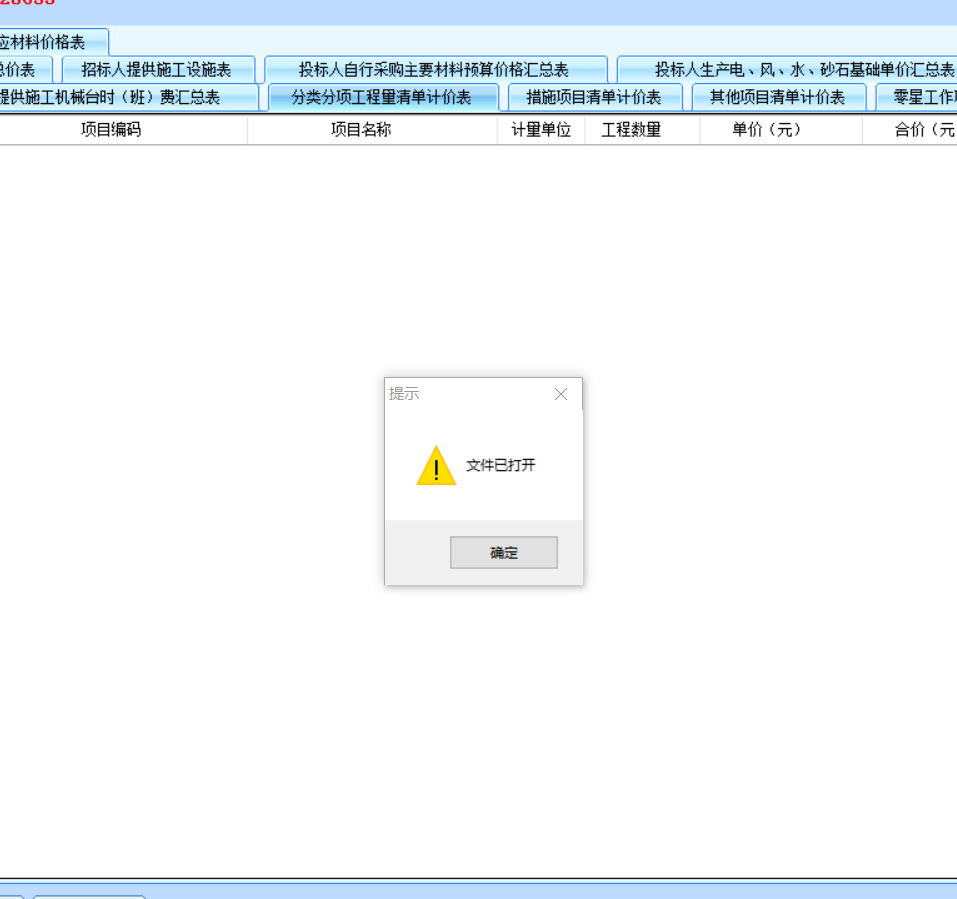 应材料价格表
总价表 招标人提供施工设施表 投标人自行采购主要材料预算价格汇总表 投标人生产电、风、水、砂石基础单价汇总表
提供施工机械台时（班）费汇总表 分类分项工程量清单计价表 措施项目清单计价表 其他项目清单计价表 零星工作
项目编码 项目名称 计量单位 工程数量 单价（元） 合价（元
提示
文件已打开
确定